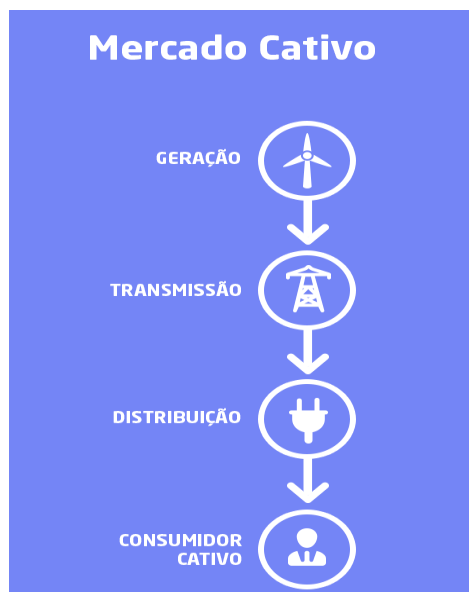 Mercado Cativo
GERAÇÃO
TRANSMISSÃO
DISTRIBUIÇÃO
CONSUMIDOR
CATIVO